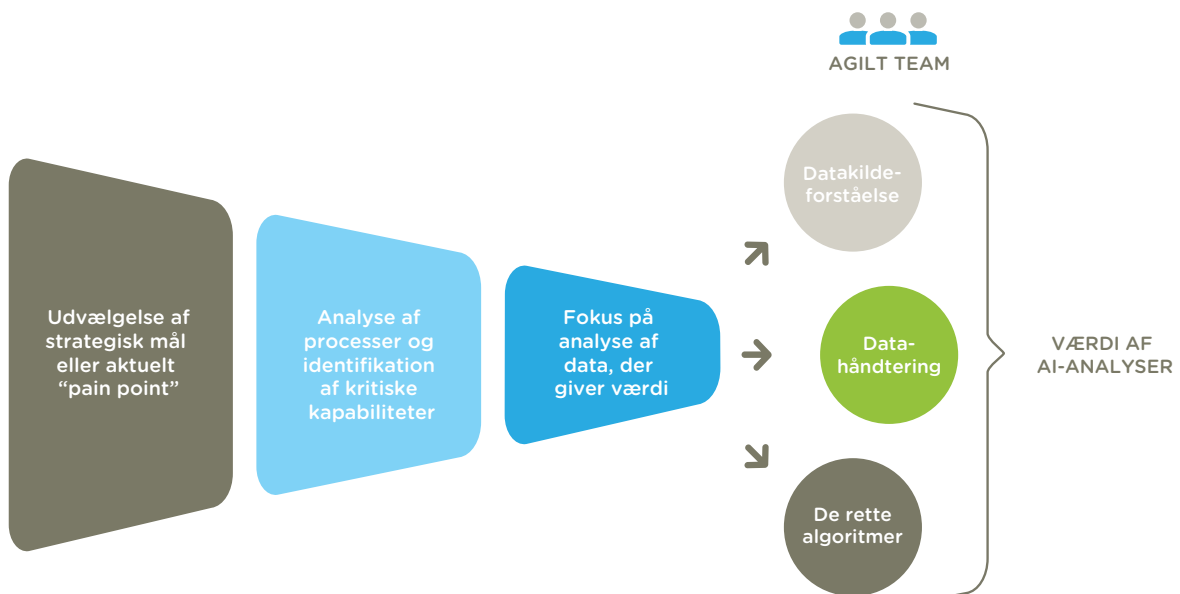 AGILT TEAM
Udvælgelse af
strategisk mål
eller aktuelt
“pain point”
Analyse af
processer og
identifikation
af kritiske
kapabiliteter
Fokus på
analyse af
data, der
giver værdi
Datakilde-
forståelse
Data-
håndtering
De rette
algoritmer
VÆRDI AF
AI-ANALYSER